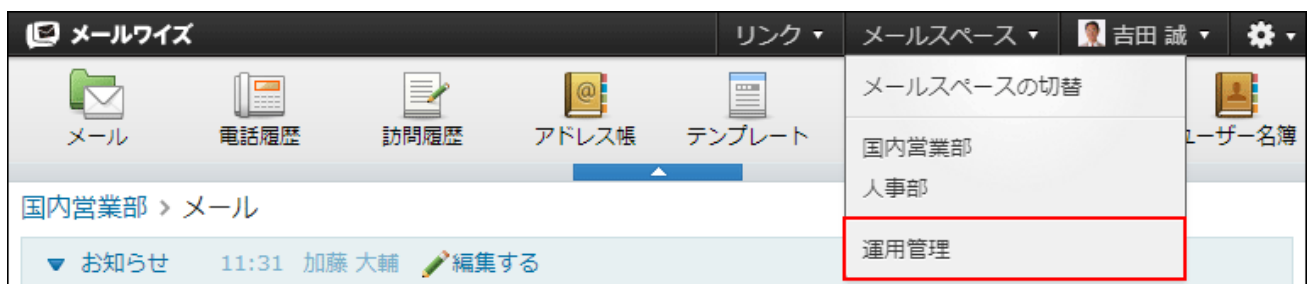 メールワイズ リンク メールスペース 吉田 誠
メール 電話履歴 訪問履歴 アドレス帳 テンプレート ーザー名簿
メールスペースの切替
国内営業部
人事部
運用管理
国内営業部 > メール
お知らせ 11:31 加藤 大輔 編集する